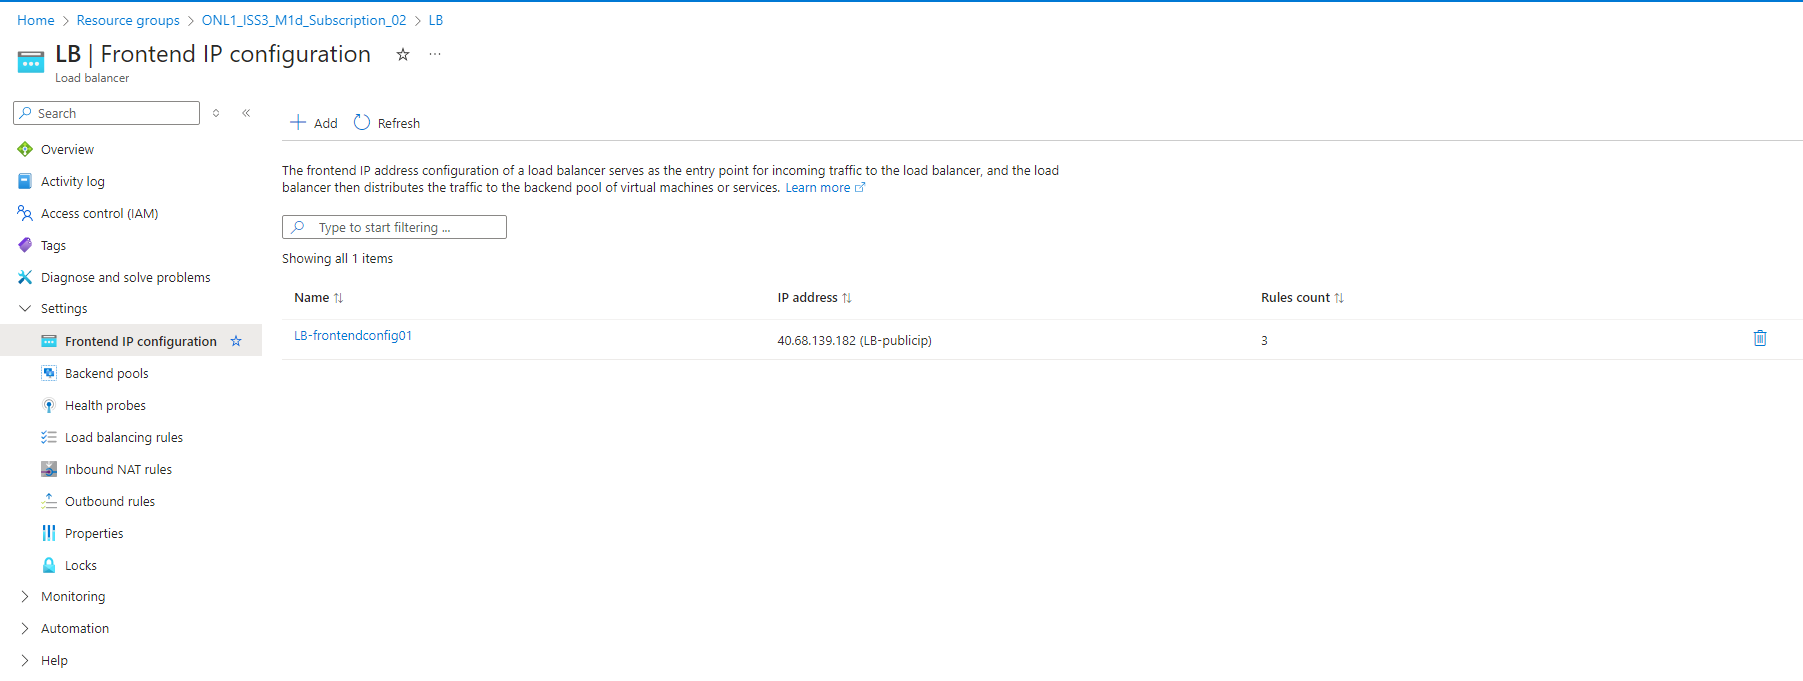 Home > Resource groups > ONL1_ISS3_M1d_Subscription_02 > LB
LB | Frontend IP configuration
Load balancer
Search
Overview
Activity log
Access control (IAM)
Tags
Diagnose and solve problems
Settings
Frontend IP configuration
Backend pools
Health probes
Load balancing rules
Inbound NAT rules
Outbound rules
Properties
Locks
Monitoring
Automation
Help
Add Refresh
The frontend IP address configuration of a load balancer serves as the entry point for incoming traffic to the load balancer, and the load
balancer then distributes the traffic to the backend pool of virtual machines or services. Learn more
Type to start filtering ...
Showing all 1 items
Name IP address Rules count
LB-frontendconfig01 40.68.139.182 (LB-publicip) 3